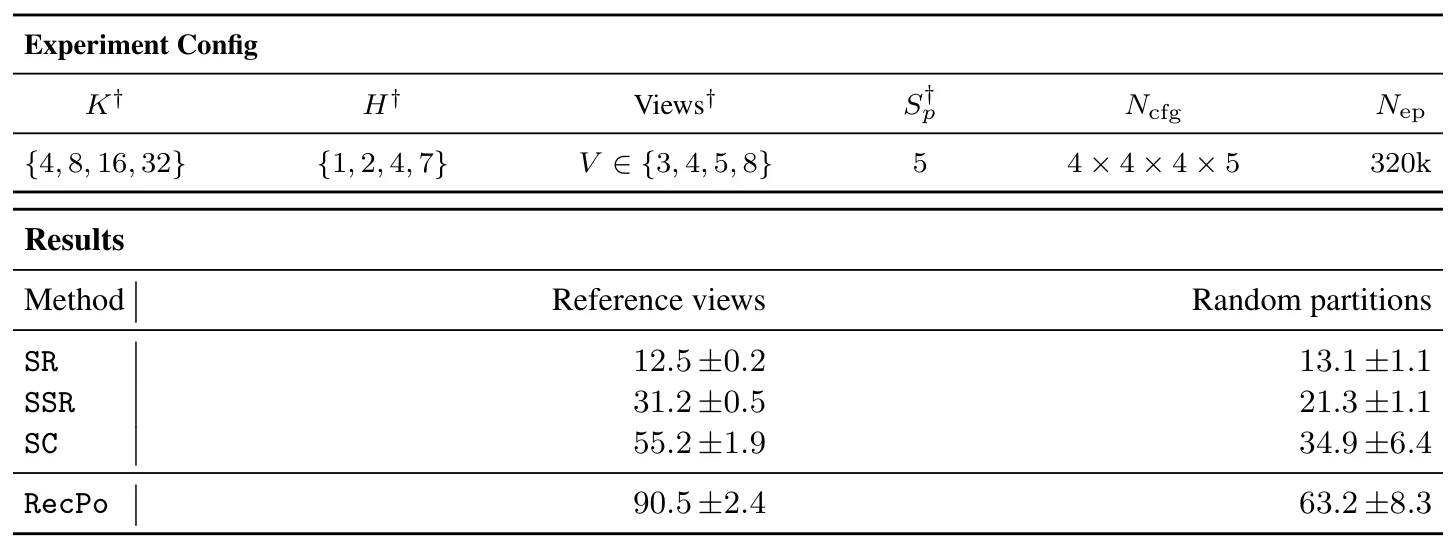 Experiment Config
K† H† Views† S_p† N_cfg N_ep
{4, 8, 16, 32} {1, 2, 4, 7} V ∈ {3, 4, 5, 8} 5 4 × 4 × 4 × 5 320k
Results
Method Reference views Random partitions
SR 12.5 ±0.2 13.1 ±1.1
SSR 31.2 ±0.5 21.3 ±1.1
SC 55.2 ±1.9 34.9 ±6.4
RecPo 90.5 ±2.4 63.2 ±8.3